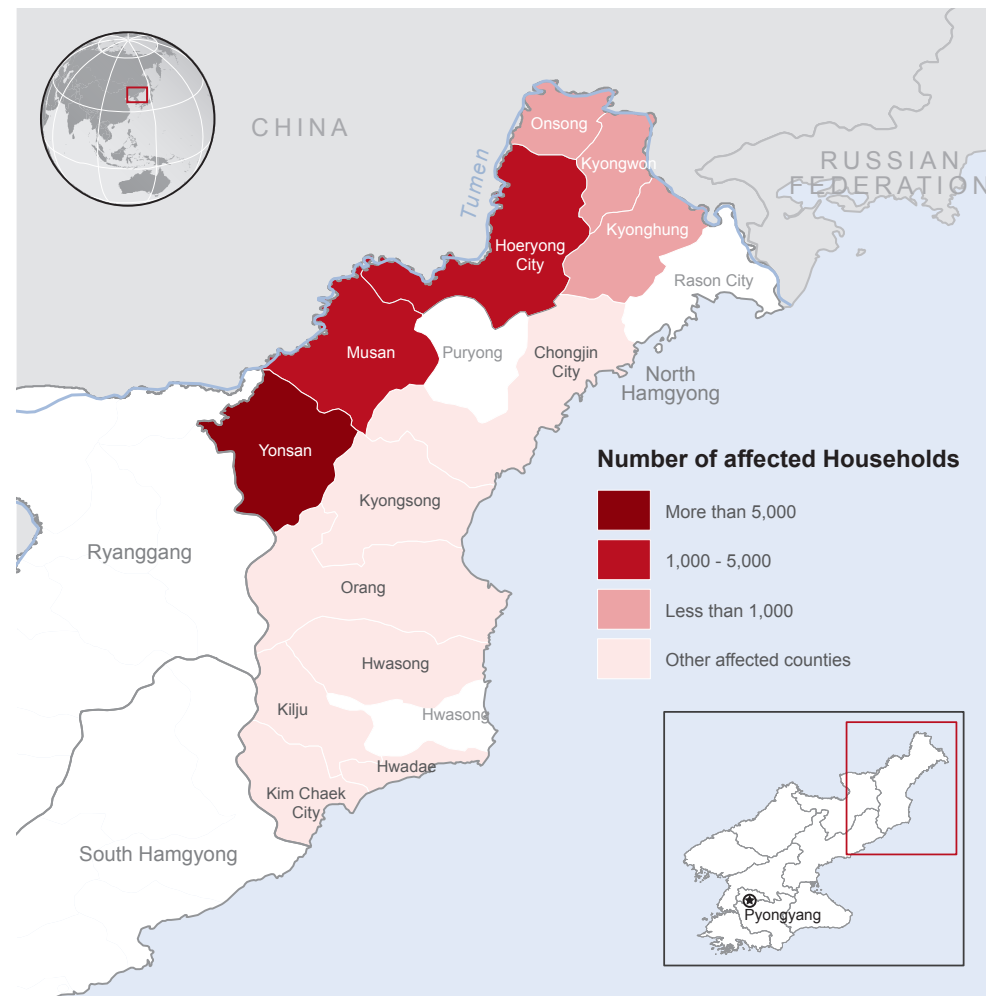 CHINA
Tumen
RUSSIAN
FEDERATION
Onsong
Kyongwon
Kyonghung
Hoeryong
City
Rason City
Musan
Puryong
Chongjin
City
North
Hamgyong
Yonsan
Kyongsong
Ryanggang
Orang
Hwasong
Kilju
Hwasong
Hwadae
Kim Chaek
City
South Hamgyong
Number of affected Households
More than 5,000
1,000 - 5,000
Less than 1,000
Other affected counties
Pyongyang